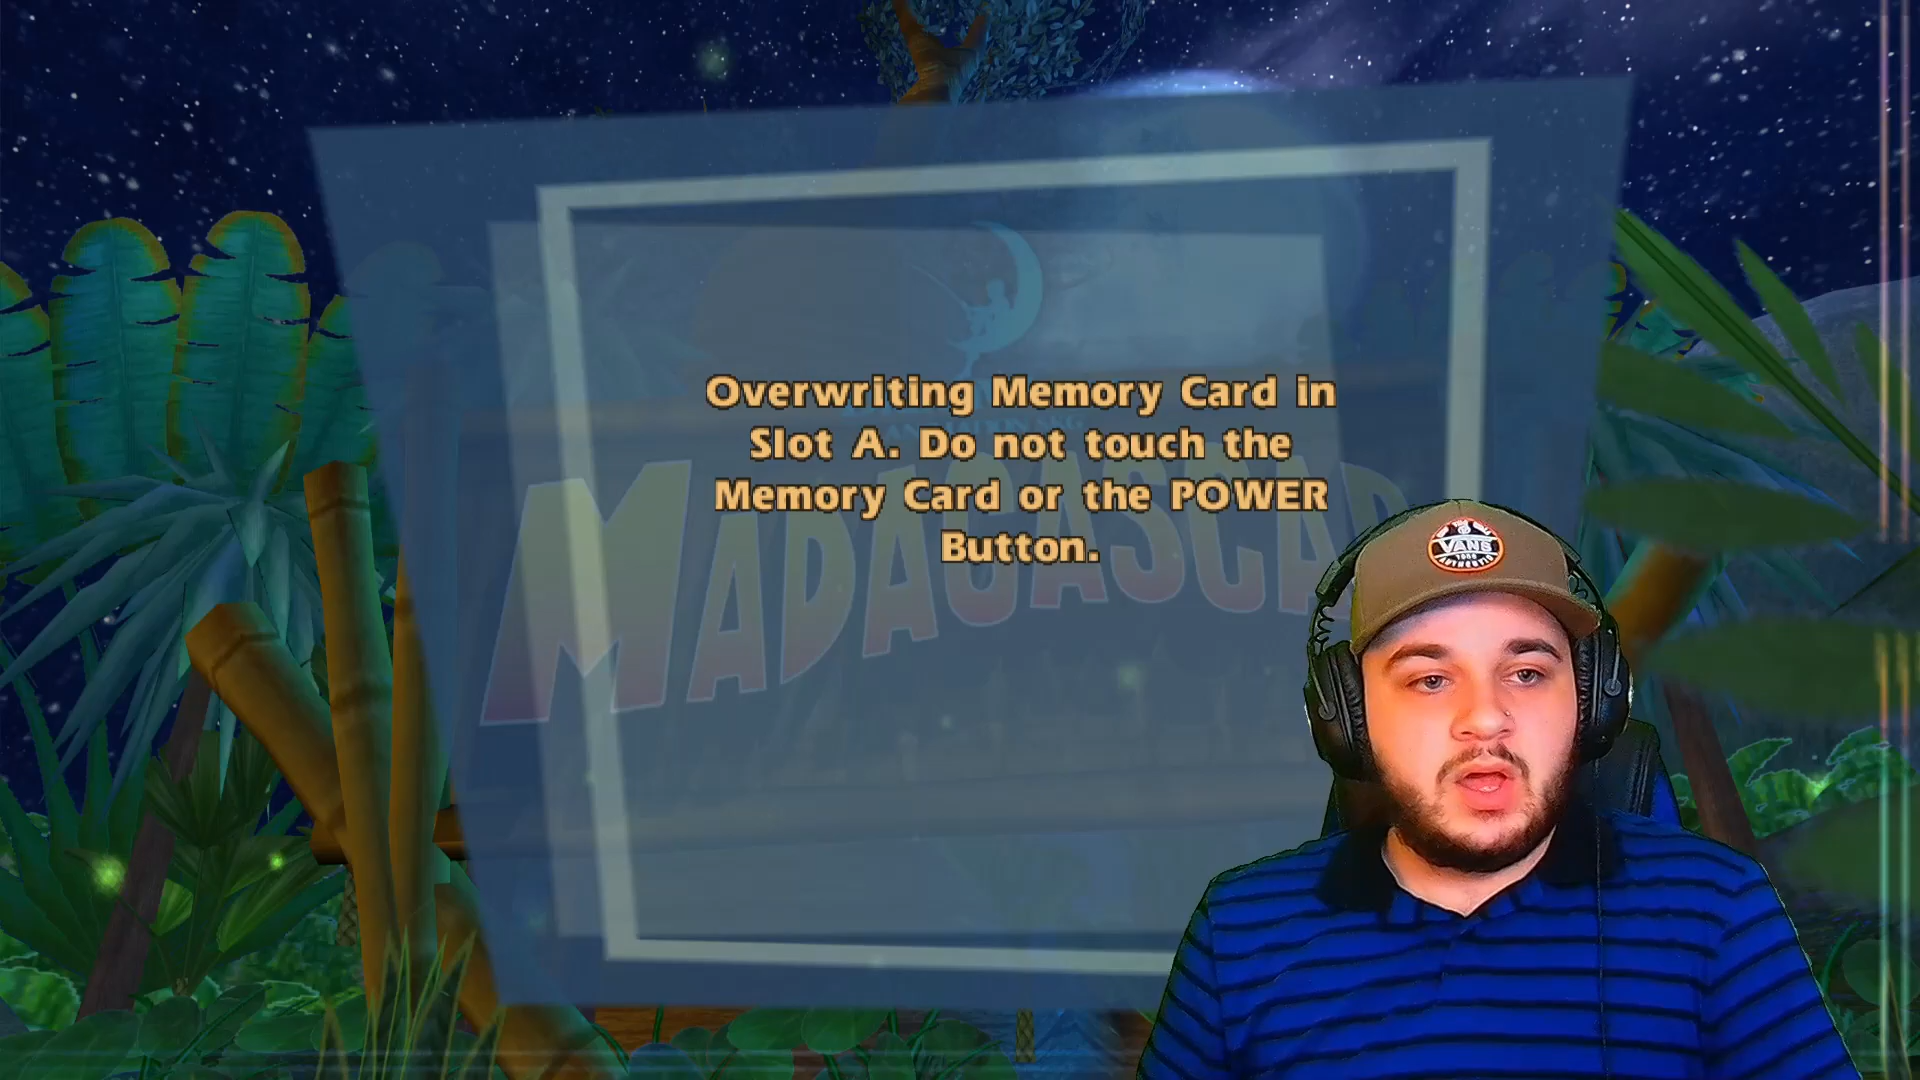 Overwriting Memory Card in
Slot A. Do not touch the
Memory Card or the POWER
Button.
MADAGASCAR
VANS